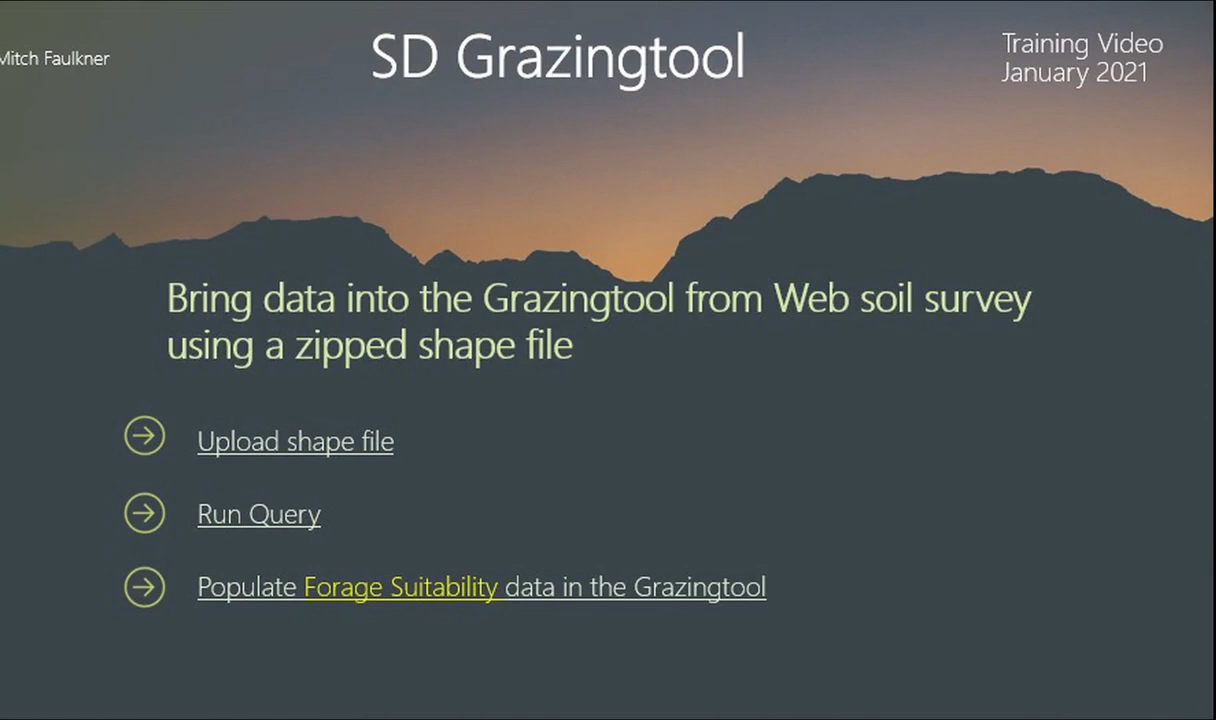 Mitch Faulkner
SD Grazingtool
Training Video
January 2021
Bring data into the Grazingtool from Web soil survey
using a zipped shape file
Upload shape file
Run Query
Populate Forage Suitability data in the Grazingtool